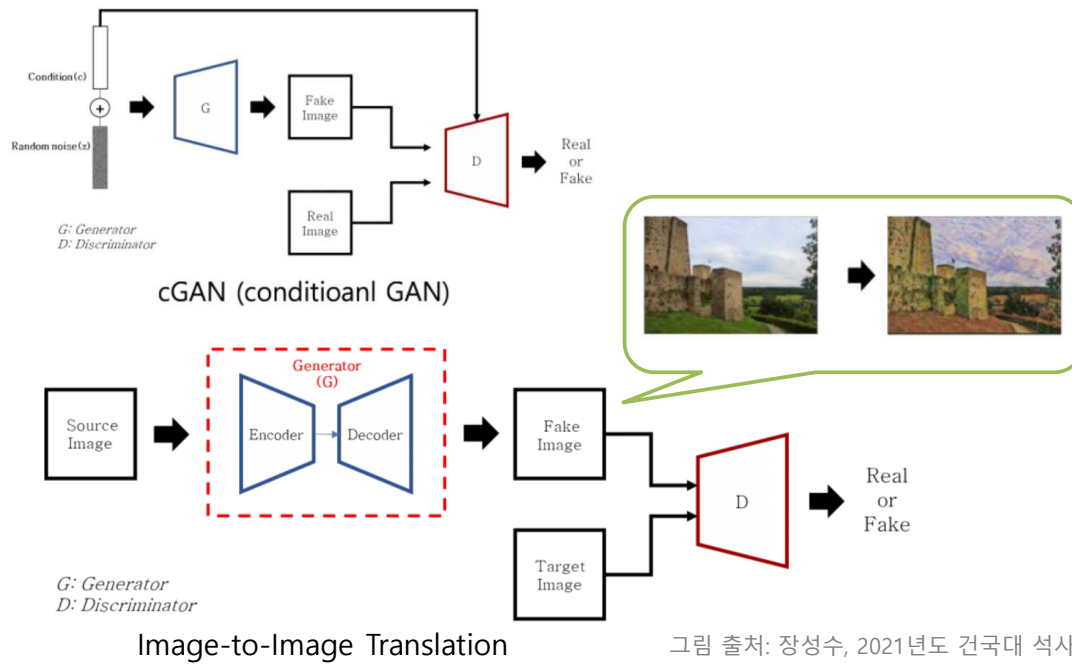 Condition(c)
+
Random noise(z)
G
Fake
Image
Real
Image
D
Real
or
Fake
G: Generator
D: Discriminator
cGAN (conditioanl GAN)
Source
Image
Generator
(G)
Encoder
Decoder
Fake
Image
Target
Image
D
Real
or
Fake
G: Generator
D: Discriminator
Image-to-Image Translation
그림 출처: 장성수, 2021년도 건국대 석사